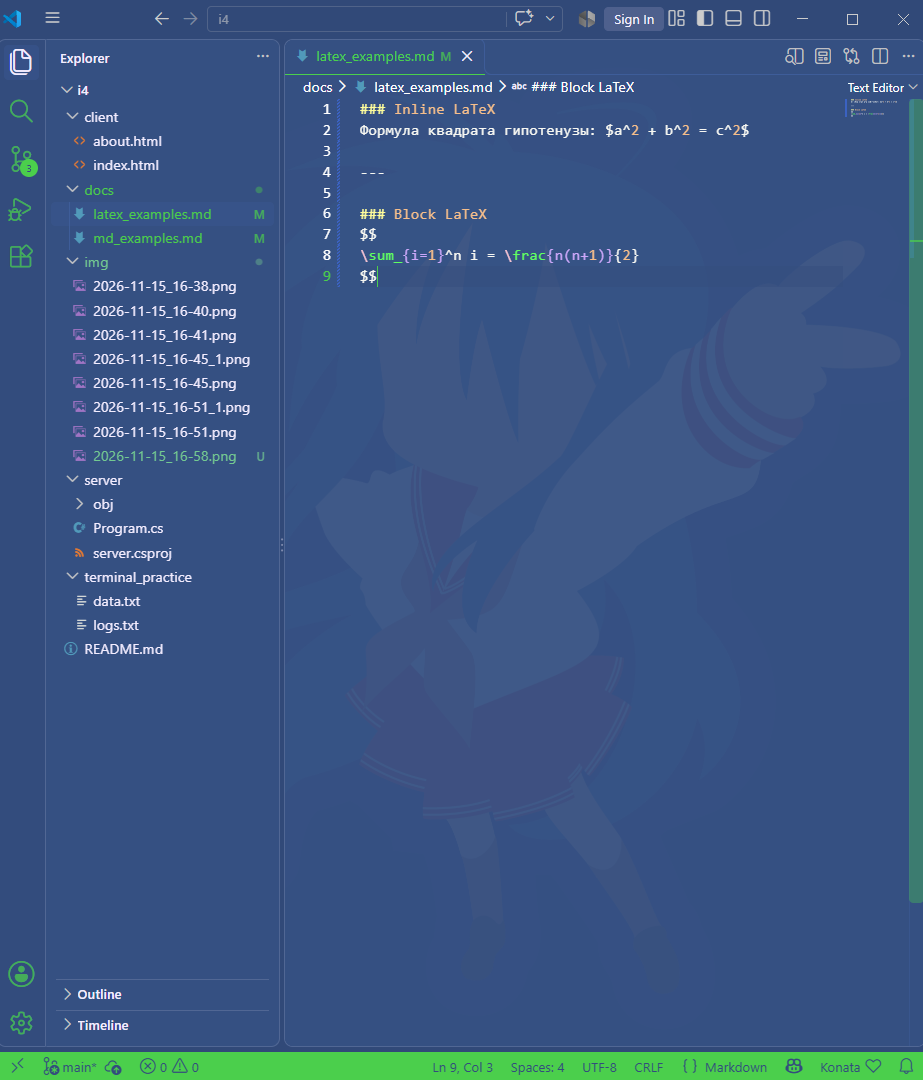 i4
Sign In
Explorer
i4
client
about.html
index.html
docs
latex_examples.md M
md_examples.md M
img
2026-11-15_16-38.png
2026-11-15_16-40.png
2026-11-15_16-41.png
2026-11-15_16-45_1.png
2026-11-15_16-45.png
2026-11-15_16-51_1.png
2026-11-15_16-51.png
2026-11-15_16-58.png U
server
obj
Program.cs
server.csproj
terminal_practice
data.txt
logs.txt
README.md
Outline
Timeline
3
latex_examples.md M
docs > latex_examples.md > abc ### Block LaTeX
Text Editor
1 ### Inline LaTeX
2 Формула квадрата гипотенузы: $a^2 + b^2 = c^2$
3
4 ---
5
6 ### Block LaTeX
7 $$
8 \sum_{i=1}^n i = \frac{n(n+1)}{2}
9 $$
main* 0 0 Ln 9, Col 3 Spaces: 4 UTF-8 CRLF { } Markdown Konata